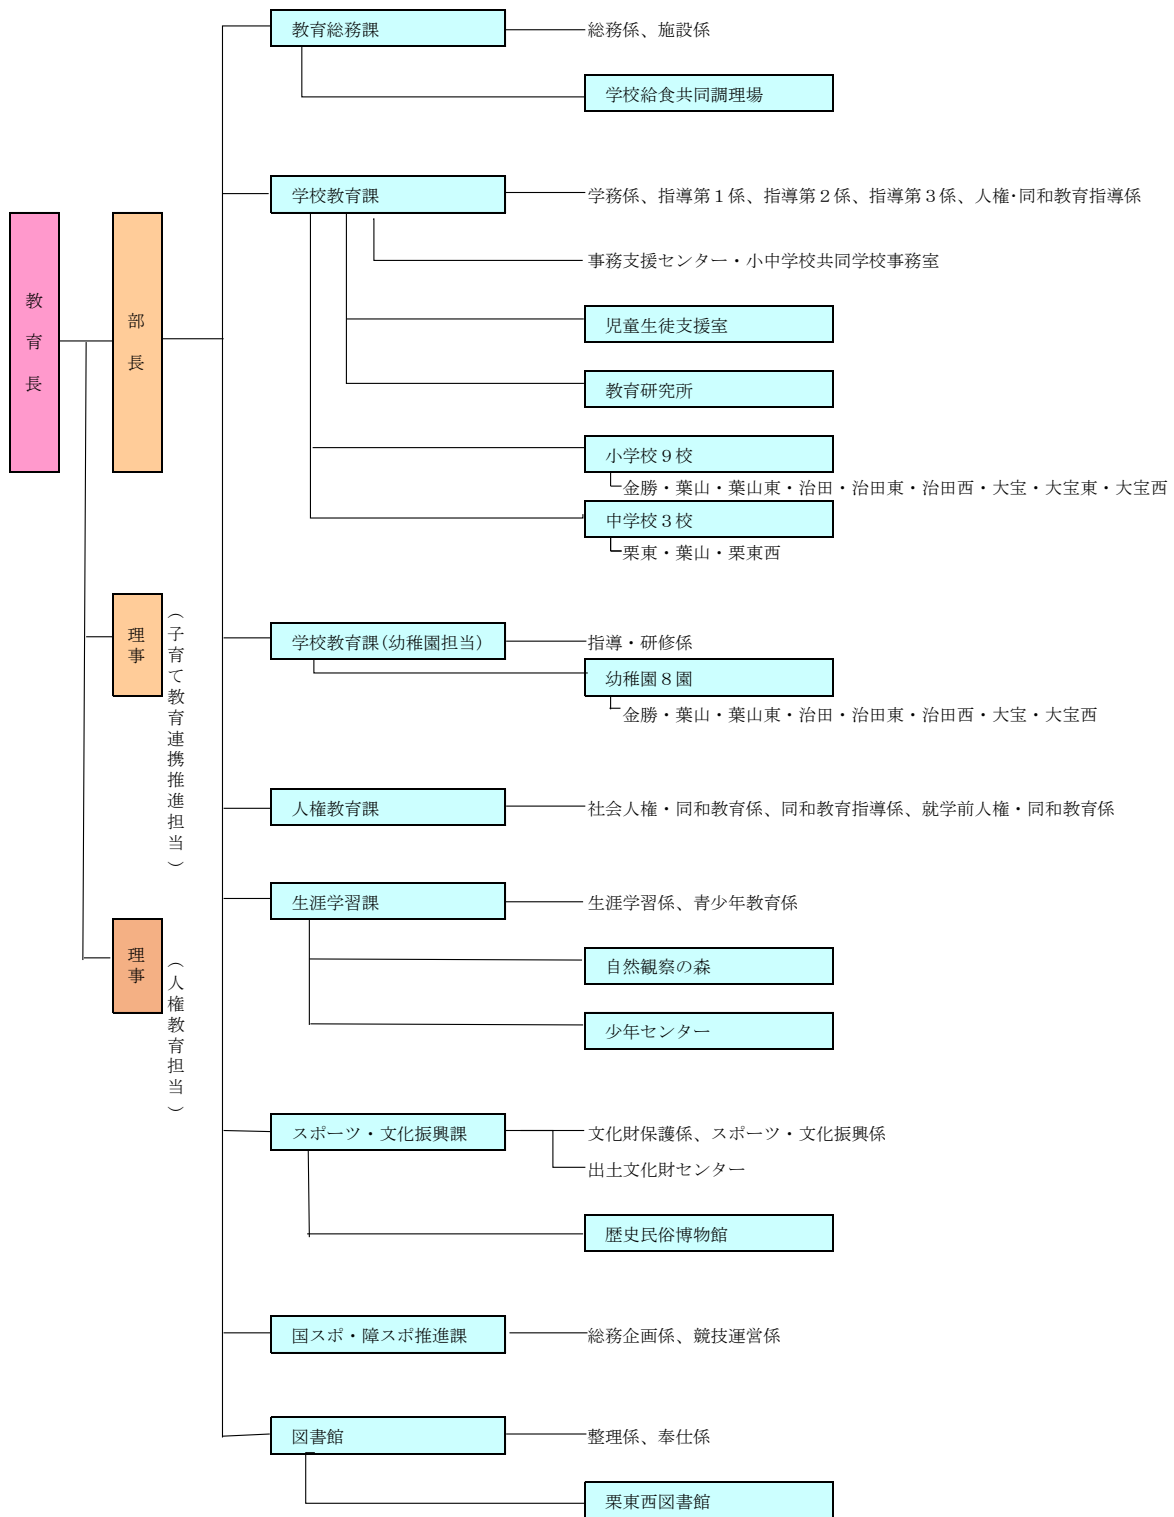 教育長
部長
理事
（子育て教育連携推進担当）
理事
（人権教育担当）
教育総務課
総務係、施設係
学校給食共同調理場
学校教育課
学務係、指導第１係、指導第２係、指導第３係、人権・同和教育指導係
事務支援センター・小中学校共同学校事務室
児童生徒支援室
教育研究所
小学校９校
金勝・葉山・葉山東・治田・治田東・治田西・大宝・大宝東・大宝西
中学校３校
栗東・葉山・栗東西
学校教育課(幼稚園担当)
指導・研修係
幼稚園８園
金勝・葉山・葉山東・治田・治田東・治田西・大宝・大宝西
人権教育課
社会人権・同和教育係、同和教育指導係、就学前人権・同和教育係
生涯学習課
生涯学習係、青少年教育係
自然観察の森
少年センター
スポーツ・文化振興課
文化財保護係、スポーツ・文化振興係
出土文化財センター
歴史民俗博物館
国スポ・障スポ推進課
総務企画係、競技運営係
図書館
整理係、奉仕係
栗東西図書館